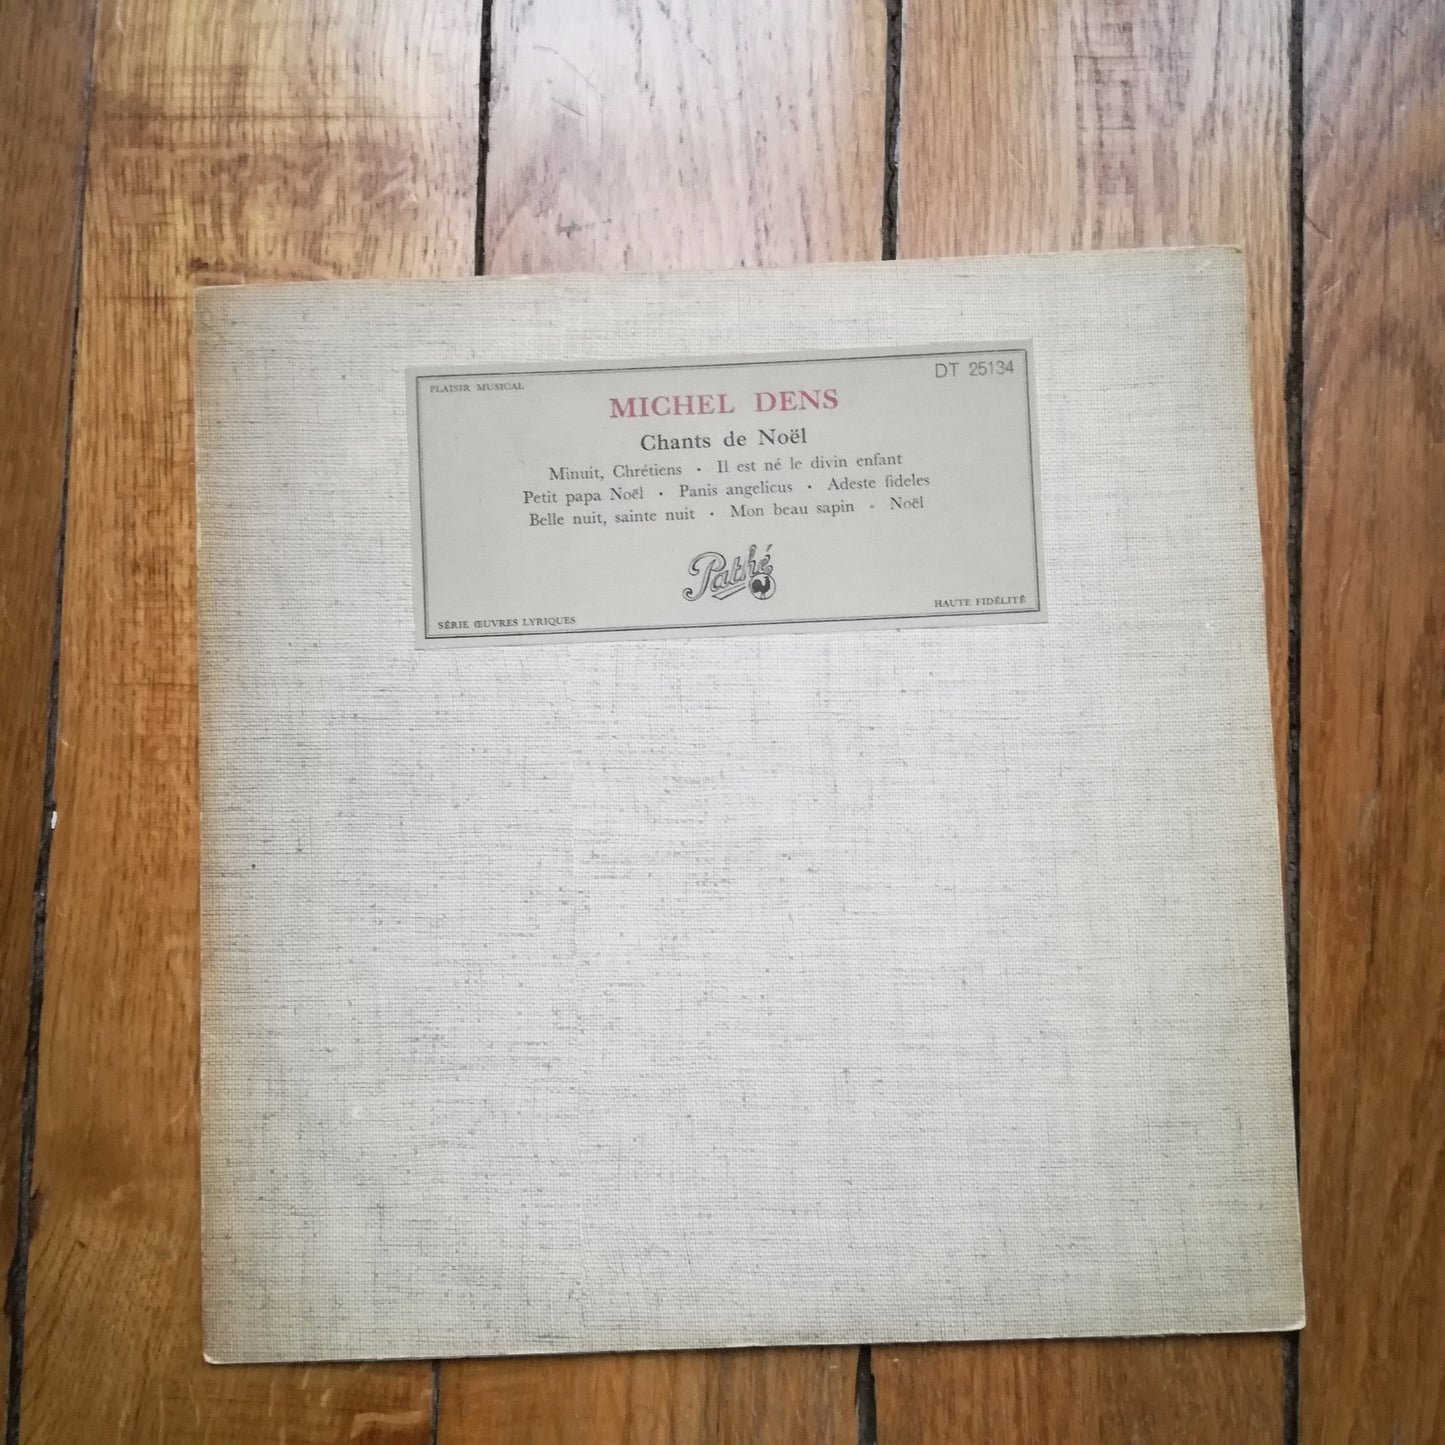 PLAISIR MUSICAL
DT 25134
MICHEL DENS
Chants de Noël
Minuit, Chrétiens • Il est né le divin enfant
Petit papa Noël • Panis angelicus • Adeste fideles
Belle nuit, sainte nuit • Mon beau sapin • Noël
Pathé
SÉRIE ŒUVRES LYRIQUES
HAUTE FIDÉLITÉ